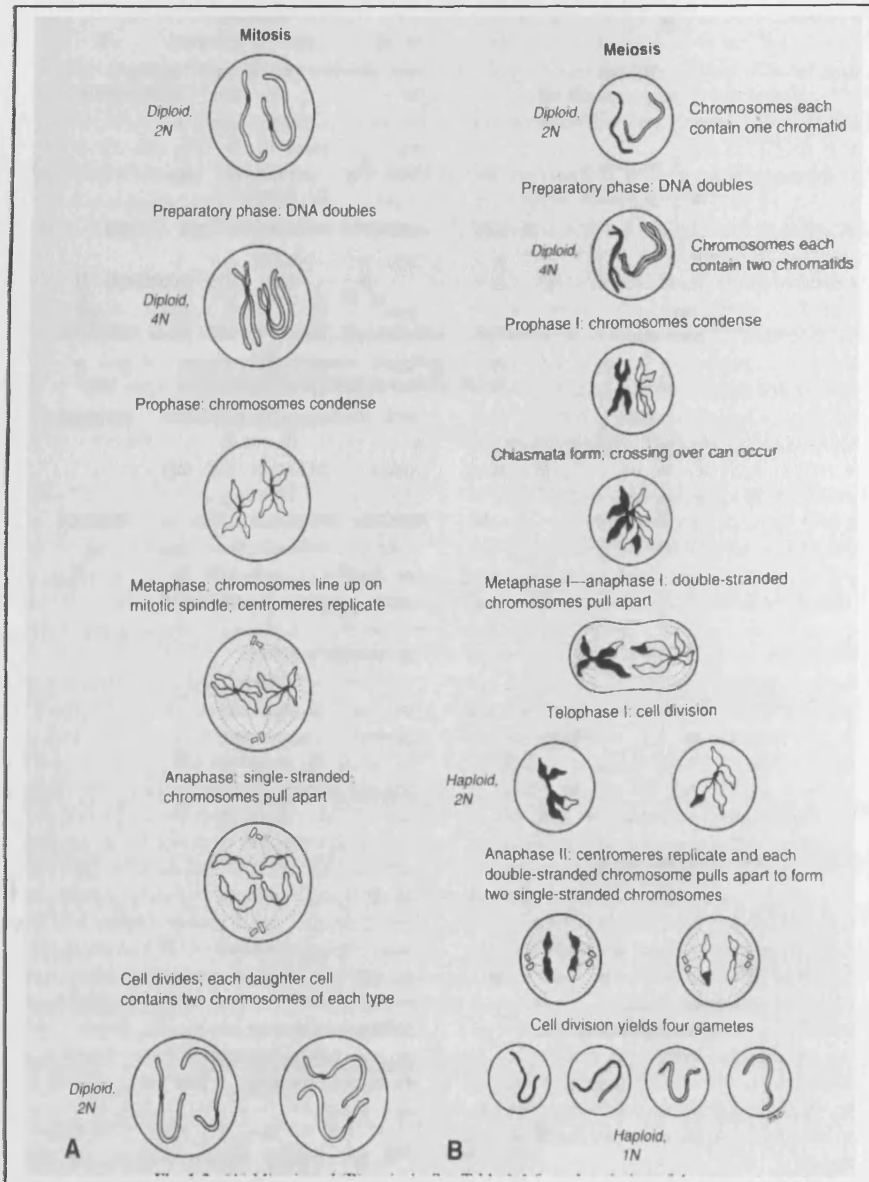 Mitosis
Diploid,
2N
Preparatory phase: DNA doubles
Diploid,
4N
Prophase: chromosomes condense
Metaphase: chromosomes line up on
mitotic spindle; centromeres replicate
Anaphase: single-stranded
chromosomes pull apart
Cell divides; each daughter cell
contains two chromosomes of each type
Diploid,
2N
A
Meiosis
Diploid,
2N
Chromosomes each
contain one chromatid
Preparatory phase: DNA doubles
Diploid,
4N
Chromosomes each
contain two chromatids
Prophase I: chromosomes condense
Chiasmata form; crossing over can occur
Metaphase I—anaphase I: double-stranded
chromosomes pull apart
Telophase I: cell division
Haploid,
2N
Anaphase II: centromeres replicate and each
double-stranded chromosome pulls apart to form
two single-stranded chromosomes
Cell division yields four gametes
B
Haploid,
1N